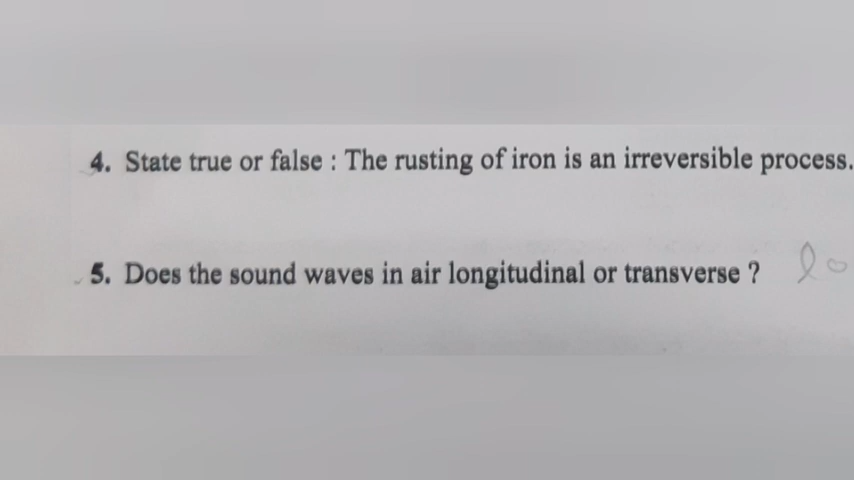 4. State true or false : The rusting of iron is an irreversible process.
5. Does the sound waves in air longitudinal or transverse ? lo